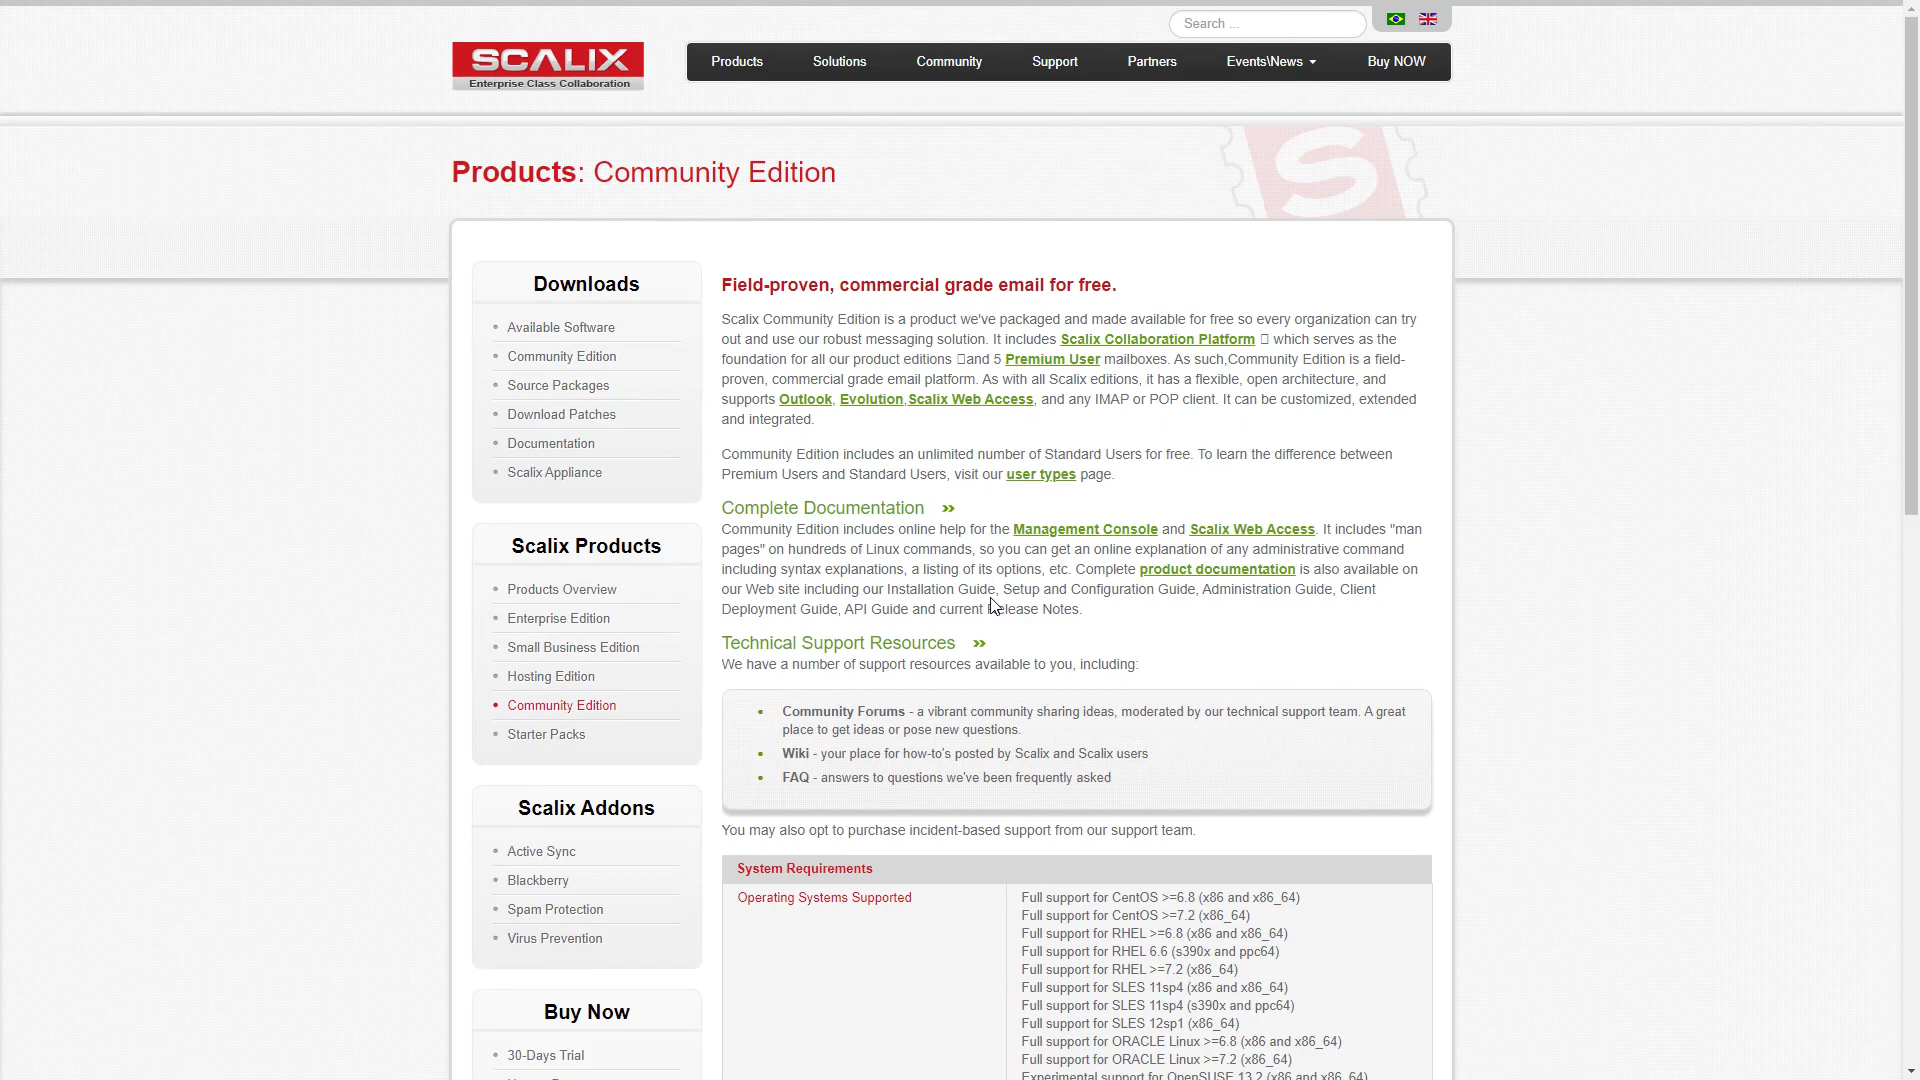 Search ...
SCALIX
Enterprise Class Collaboration
Products
Solutions
Community
Support
Partners
Events\News
Buy NOW
Products: Community Edition
Downloads
Available Software
Community Edition
Source Packages
Download Patches
Documentation
Scalix Appliance
Scalix Products
Products Overview
Enterprise Edition
Small Business Edition
Hosting Edition
Community Edition
Starter Packs
Scalix Addons
Active Sync
Blackberry
Spam Protection
Virus Prevention
Buy Now
30-Days Trial
Field-proven, commercial grade email for free.
Scalix Community Edition is a product we've packaged and made available for free so every organization can try
out and use our robust messaging solution. It includes Scalix Collaboration Platform which serves as the
foundation for all our product editions and 5 Premium User mailboxes. As such,Community Edition is a field-
proven, commercial grade email platform. As with all Scalix editions, it has a flexible, open architecture, and
supports Outlook, Evolution,Scalix Web Access, and any IMAP or POP client. It can be customized, extended
and integrated.
Community Edition includes an unlimited number of Standard Users for free. To learn the difference between
Premium Users and Standard Users, visit our user types page.
Complete Documentation »
Community Edition includes online help for the Management Console and Scalix Web Access. It includes "man
pages" on hundreds of Linux commands, so you can get an online explanation of any administrative command
including syntax explanations, a listing of its options, etc. Complete product documentation is also available on
our Web site including our Installation Guide, Setup and Configuration Guide, Administration Guide, Client
Deployment Guide, API Guide and current Release Notes.
Technical Support Resources »
We have a number of support resources available to you, including:
Community Forums - a vibrant community sharing ideas, moderated by our technical support team. A great
place to get ideas or pose new questions.
Wiki - your place for how-to's posted by Scalix and Scalix users
FAQ - answers to questions we've been frequently asked
You may also opt to purchase incident-based support from our support team.
System Requirements
Operating Systems Supported
Full support for CentOS >=6.8 (x86 and x86_64)
Full support for CentOS >=7.2 (x86_64)
Full support for RHEL >=6.8 (x86 and x86_64)
Full support for RHEL 6.6 (s390x and ppc64)
Full support for RHEL >=7.2 (x86_64)
Full support for SLES 11sp4 (x86 and x86_64)
Full support for SLES 11sp4 (s390x and ppc64)
Full support for SLES 12sp1 (x86_64)
Full support for ORACLE Linux >=6.8 (x86 and x86_64)
Full support for ORACLE Linux >=7.2 (x86_64)
Experimental support for OpenSUSE 13.2 (x86 and x86_64)